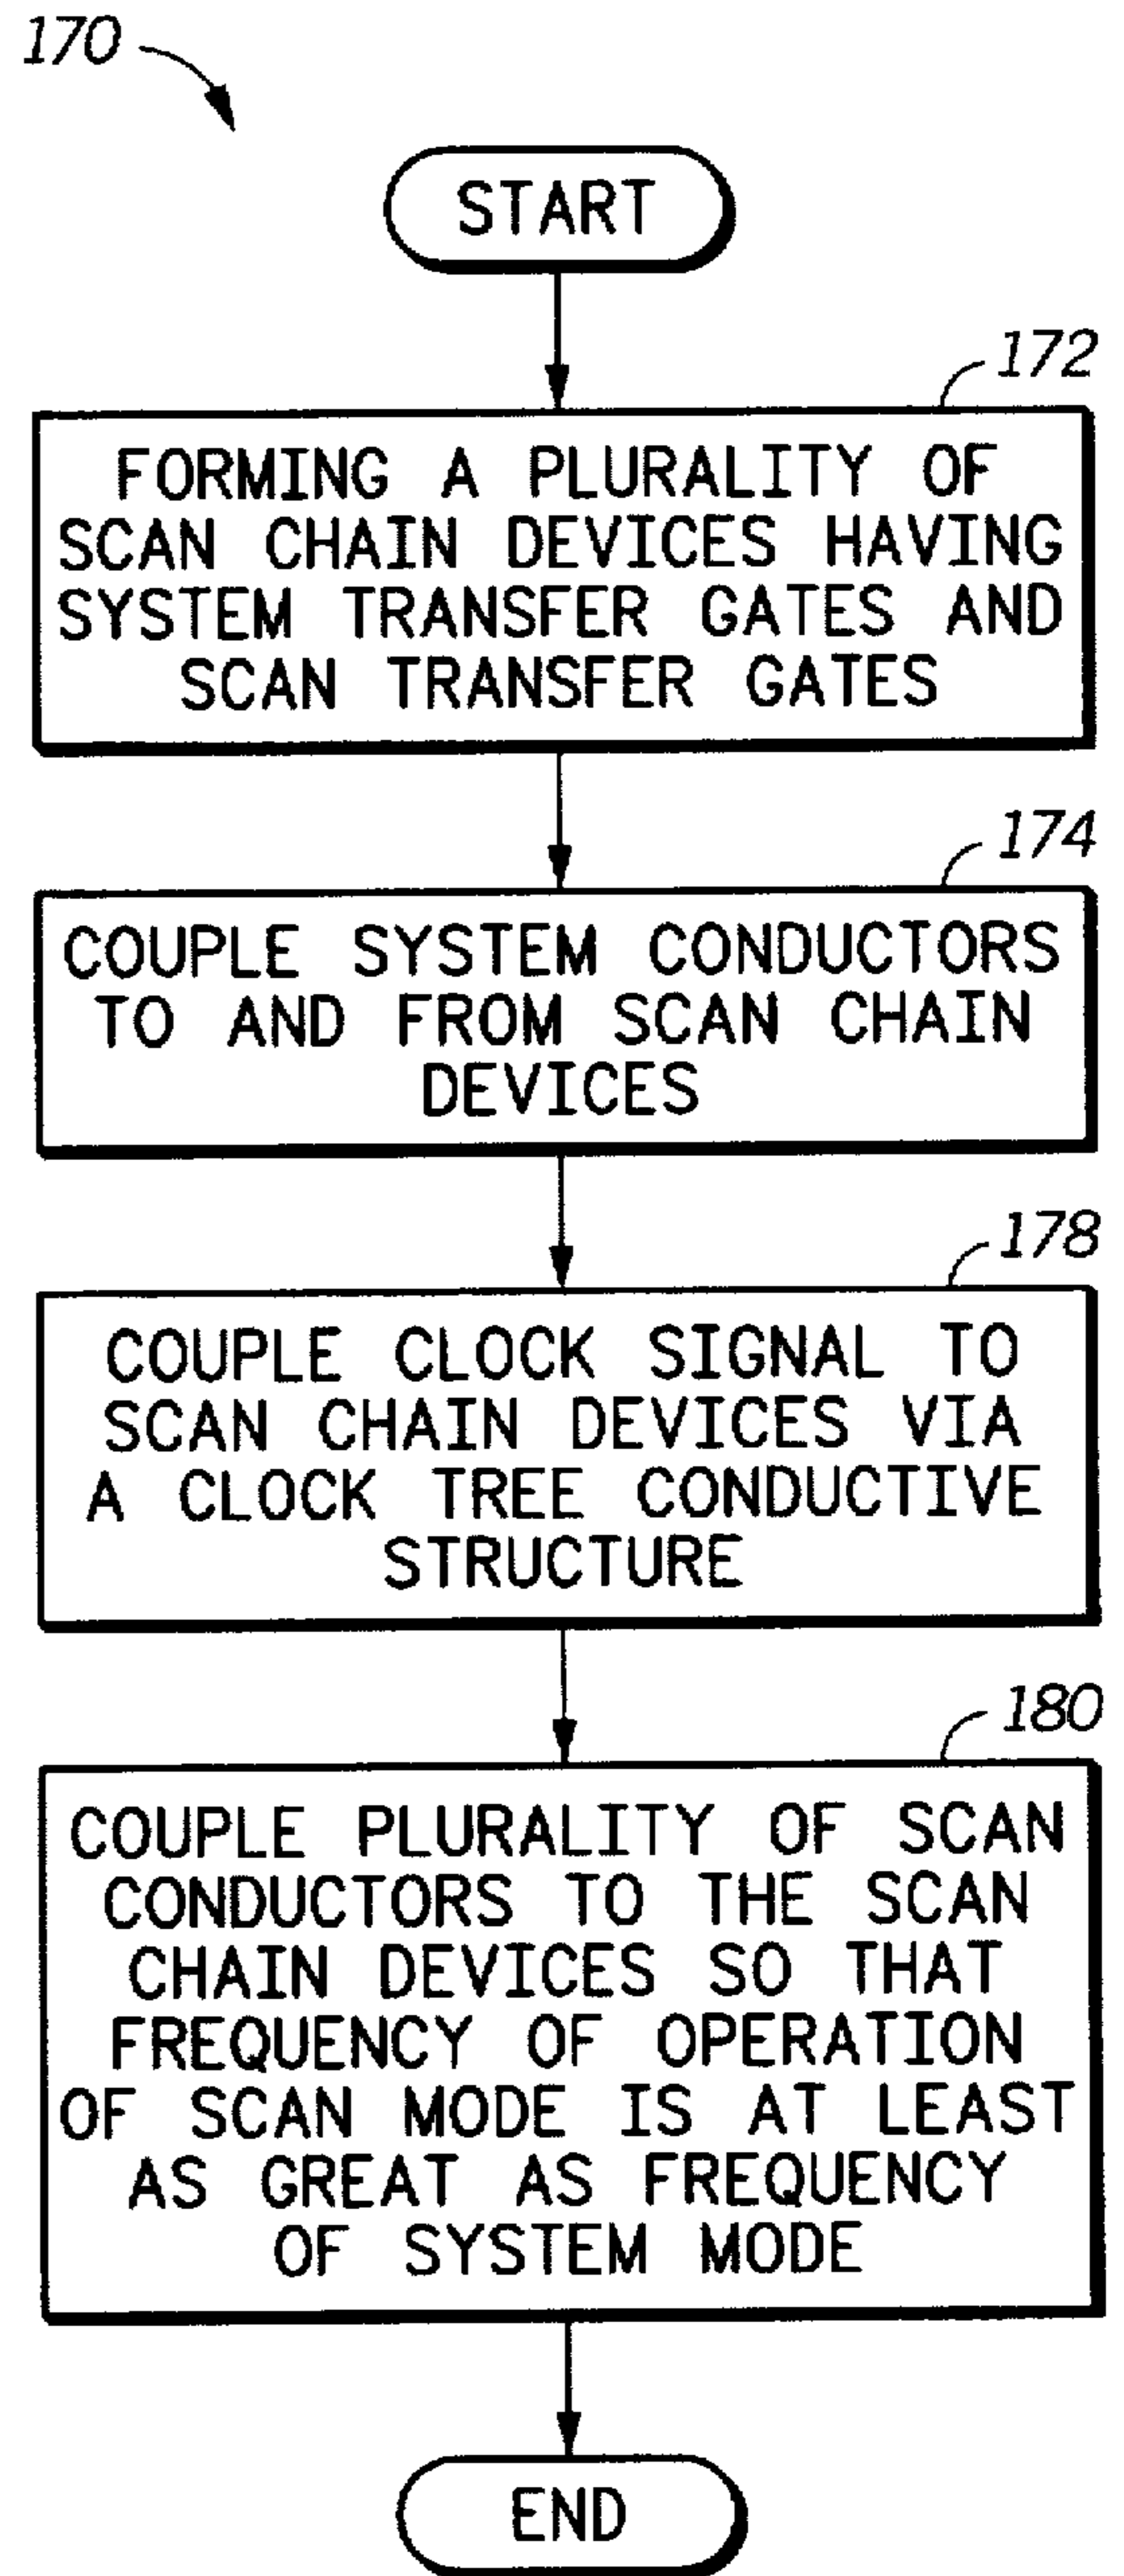 170
START
172
FORMING A PLURALITY OF
SCAN CHAIN DEVICES HAVING
SYSTEM TRANSFER GATES AND
SCAN TRANSFER GATES
174
COUPLE SYSTEM CONDUCTORS
TO AND FROM SCAN CHAIN
DEVICES
178
COUPLE CLOCK SIGNAL TO
SCAN CHAIN DEVICES VIA
A CLOCK TREE CONDUCTIVE
STRUCTURE
180
COUPLE PLURALITY OF SCAN
CONDUCTORS TO THE SCAN
CHAIN DEVICES SO THAT
FREQUENCY OF OPERATION
OF SCAN MODE IS AT LEAST
AS GREAT AS FREQUENCY
OF SYSTEM MODE
END